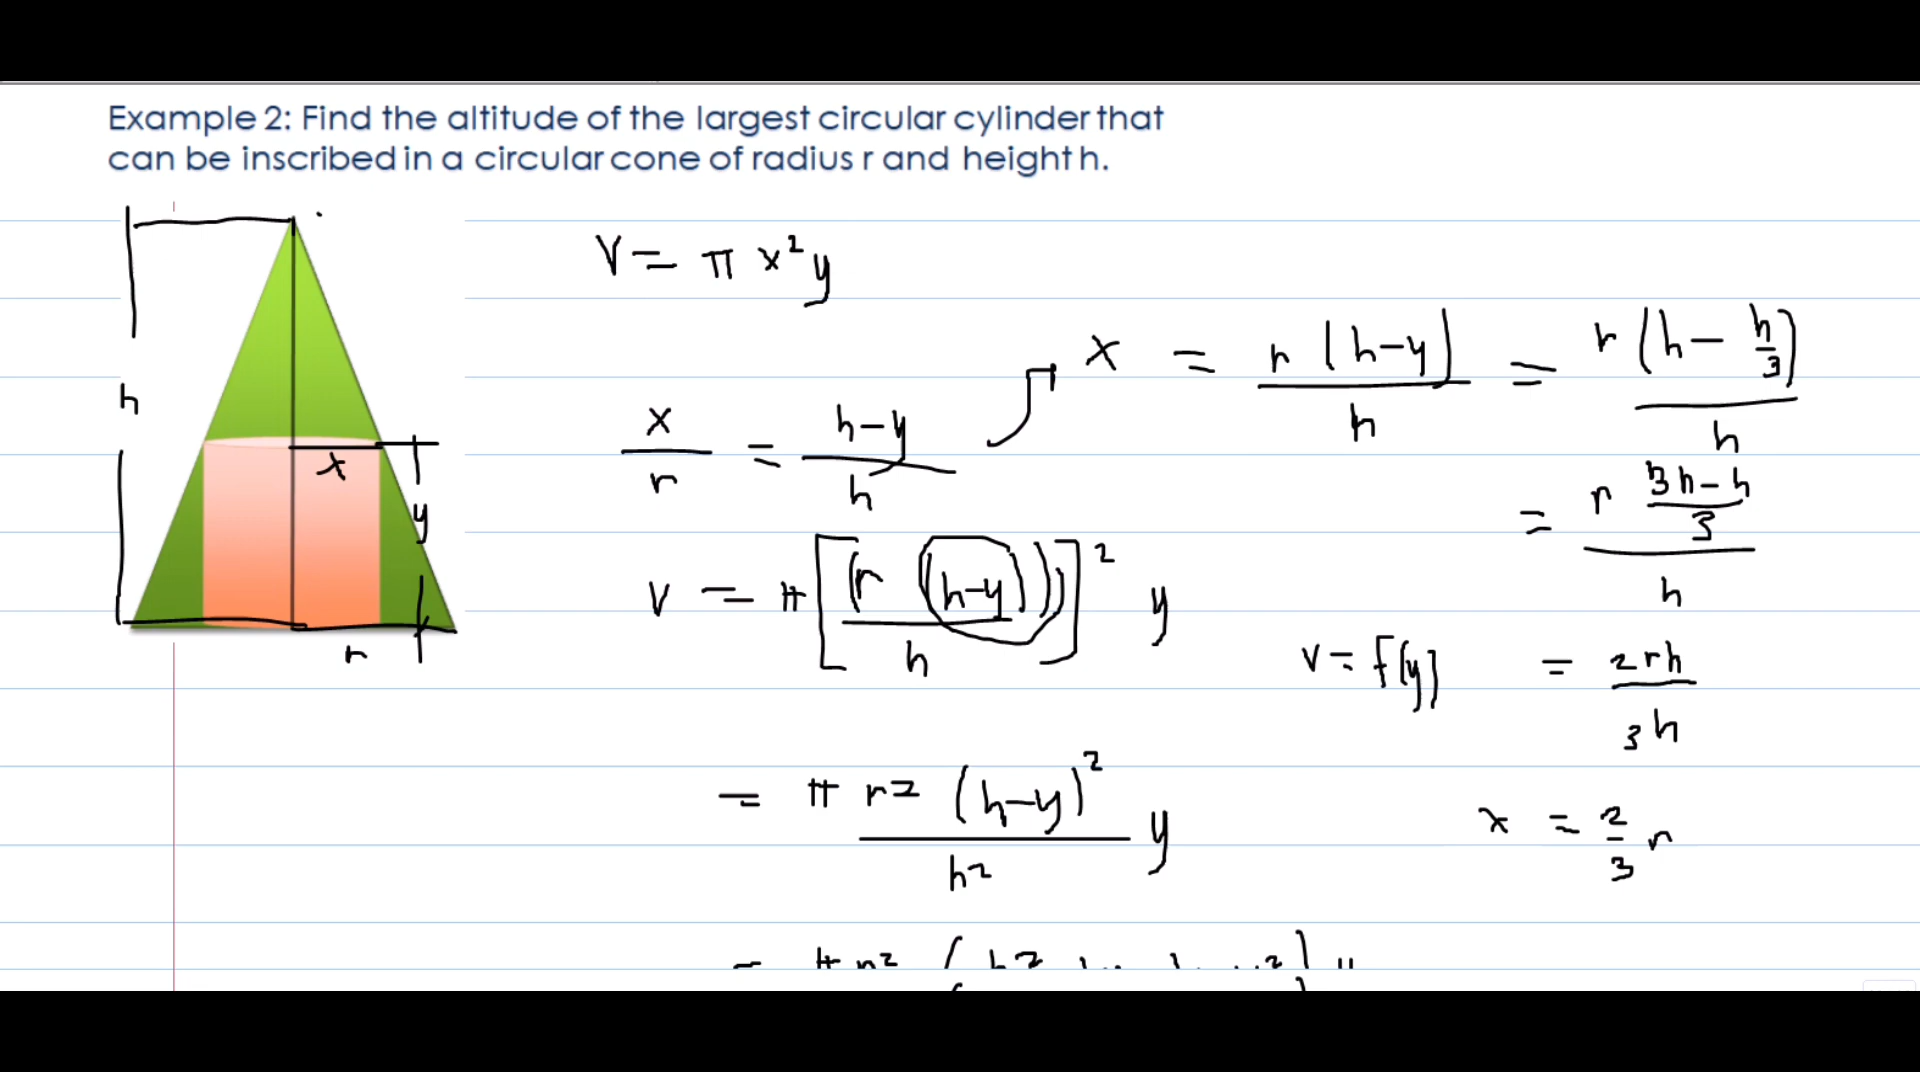 Example 2: Find the altitude of the largest circular cylinder that
can be inscribed in a circular cone of radius r and height h.
h
x
y
r
V = π x² y
x/r = (h-y)/h
x = r(h-y)/h = r(h - h/3)/h
= r (3h-h)/3 / h
= 2rh/3h
x = 2/3 r
V = π [(r(h-y))/h]² y
V = f(y)
= π r² (h-y)²/h² y